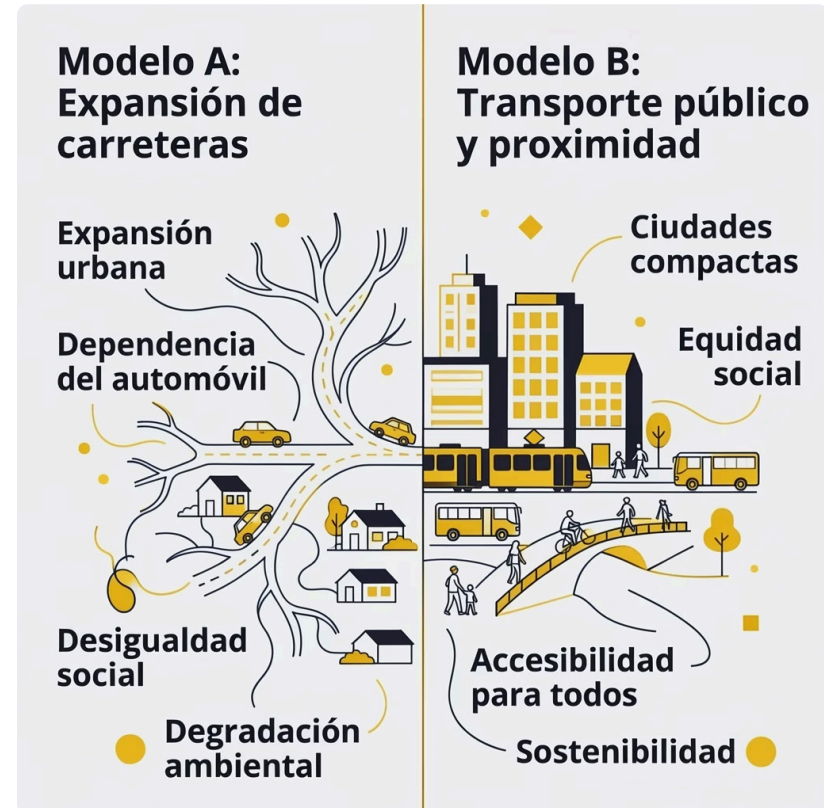 Modelo A:
Expansión de
carreteras
Expansión
urbana
Dependencia
del automóvil
Desigualdad
social
Degradación
ambiental
Modelo B:
Transporte público
y proximidad
Ciudades
compactas
Equidad
social
Accesibilidad
para todos
Sostenibilidad